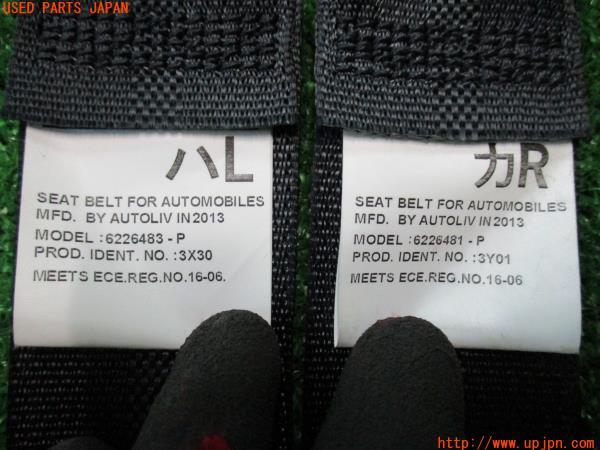 USED PARTS JAPAN
ハL
SEAT BELT FOR AUTOMOBILES
MFD. BY AUTOLIV IN 2013
MODEL :6226483 - P
PROD. IDENT. NO. :3X30
MEETS ECE.REG.NO.16-06.
カR
SEAT BELT FOR AUTOMOBILES
MFD. BY AUTOLIV IN 2013
MODEL :6226481 - P
PROD. IDENT. NO. :3Y01
MEETS ECE.REG.NO.16-06
http://www.upjpn.com/